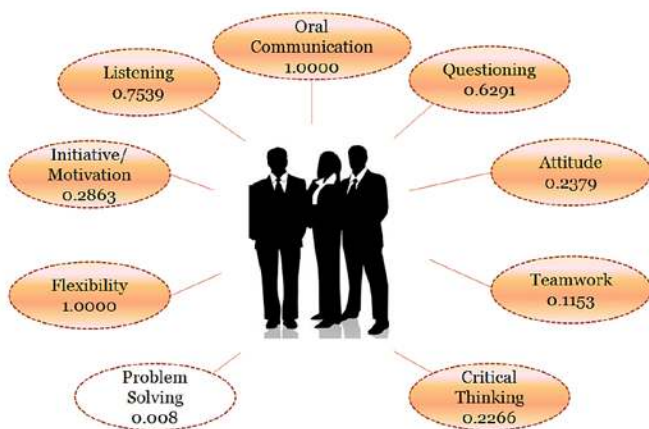 Oral
Communication
1.0000
Listening
0.7539
Questioning
0.6291
Initiative/
Motivation
0.2863
Attitude
0.2379
Flexibility
1.0000
Teamwork
0.1153
Problem
Solving
0.008
Critical
Thinking
0.2266